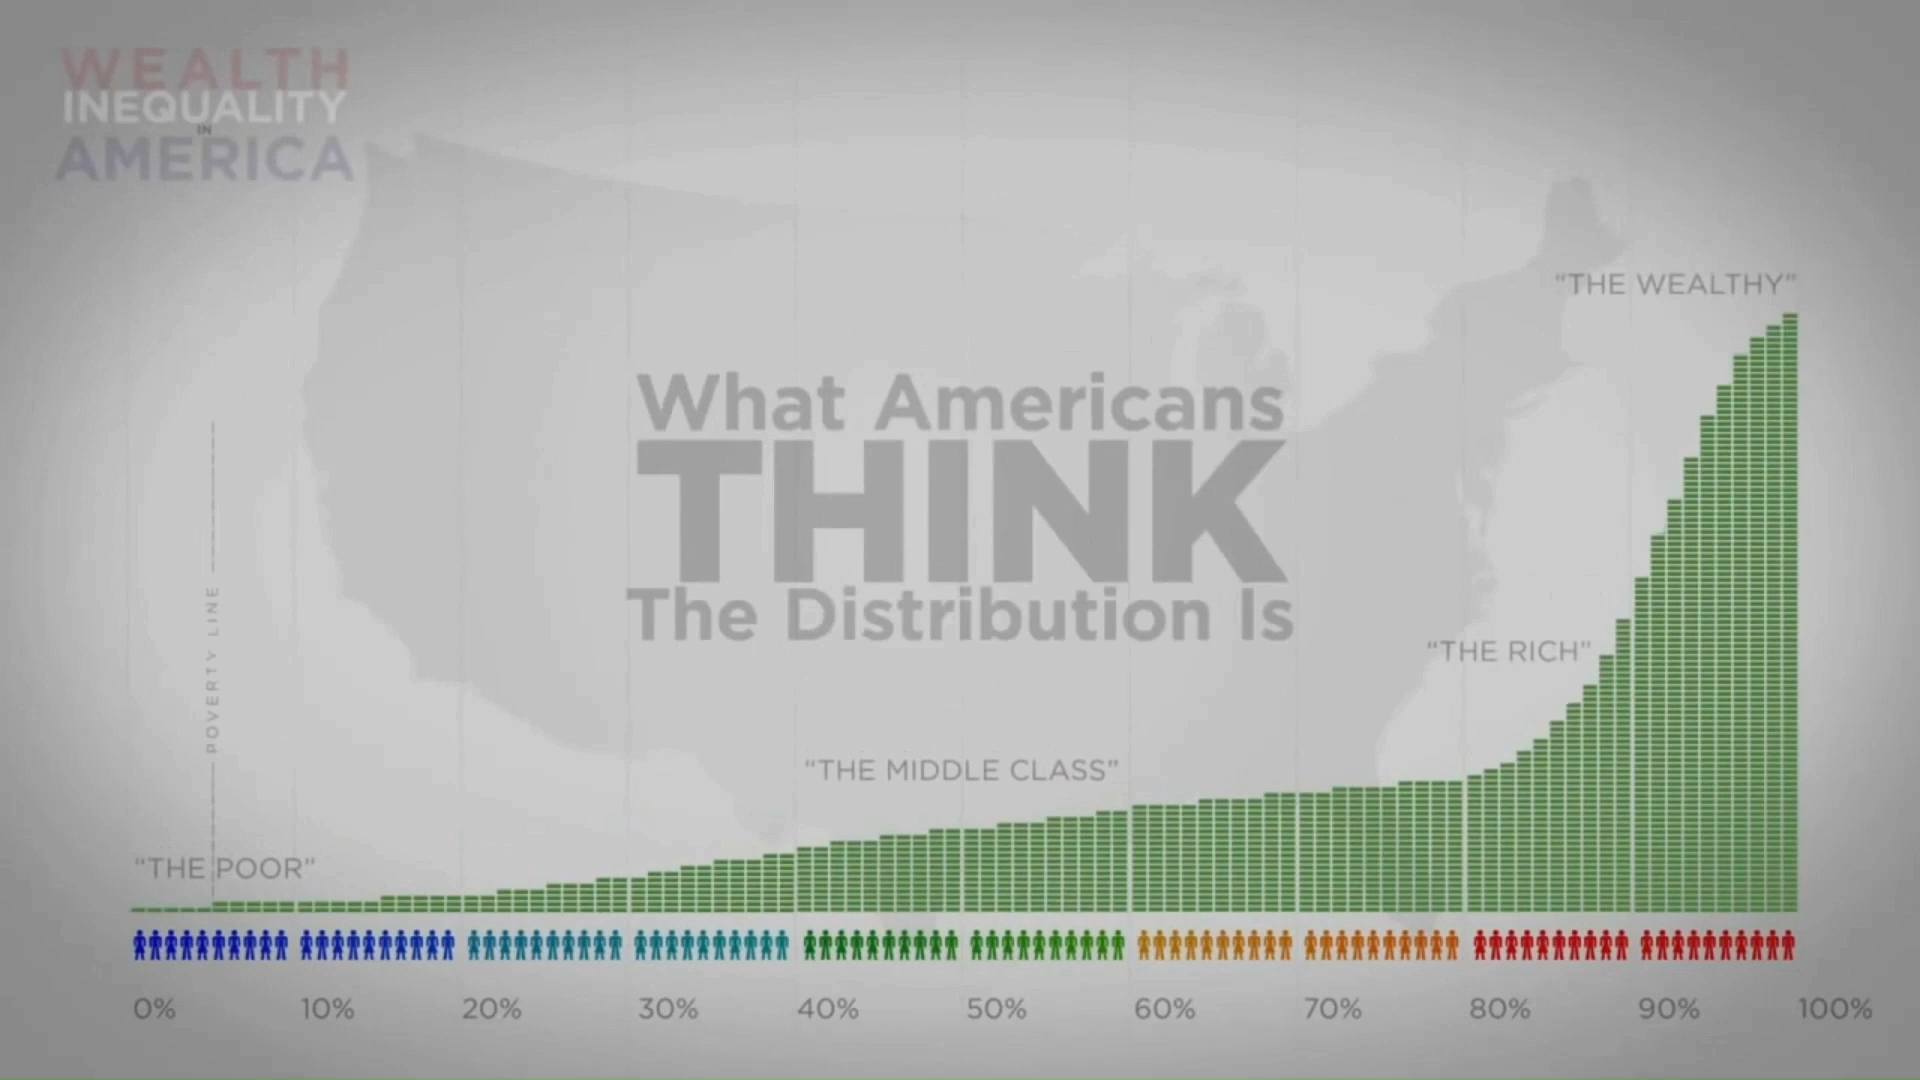 WEALTH
INEQUALITY
IN
AMERICA
“THE WEALTHY”
What Americans
THINK
The Distribution Is
POVERTY LINE
“THE RICH”
“THE MIDDLE CLASS”
“THE POOR”
0% 10% 20% 30% 40% 50% 60% 70% 80% 90% 100%